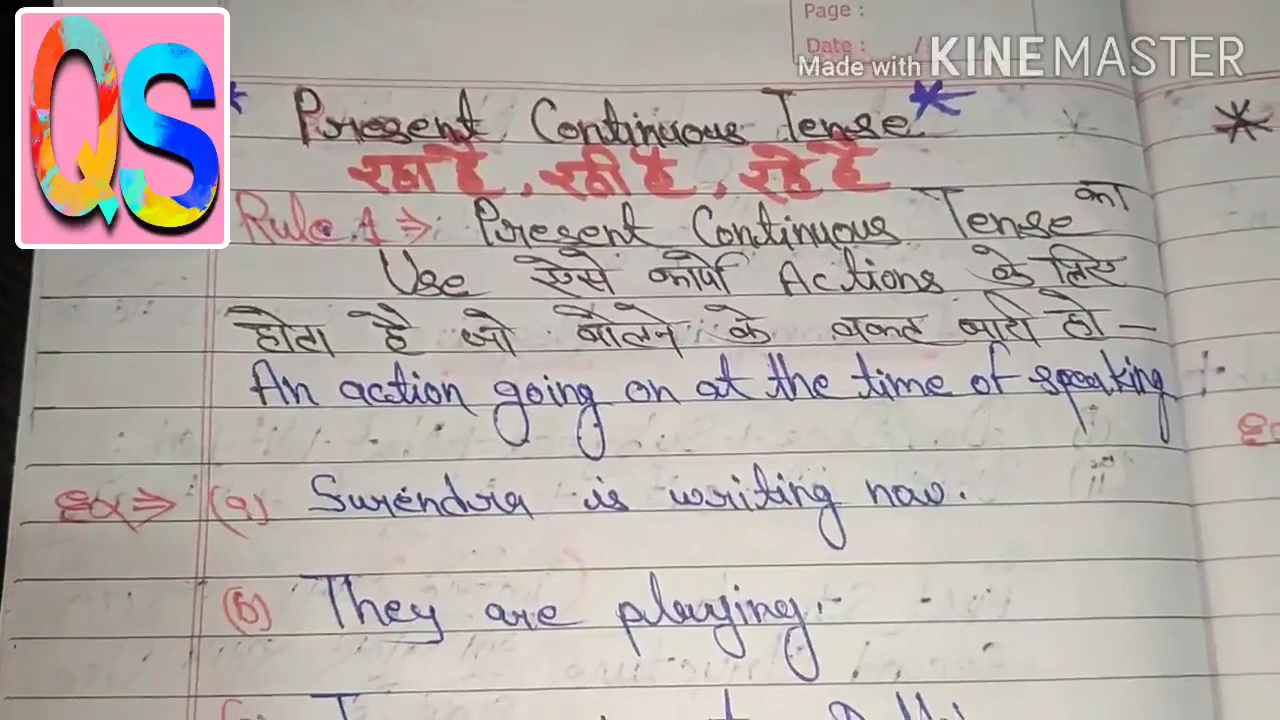 Page :
Date : /
Made with KINEMASTER
QS
* Present Continuous Tense *
*
रहा है, रही है, रहे हैं
Rule 1 ⇒ Present Continuous Tense का
Use ऐसे कार्यो Actions के लिए
होता है जो बोलने के वक्त जारी हो —
An action going on at the time of speaking :-
Ex ⇒ (a) Surendra is writing now.
(b) They are playing.